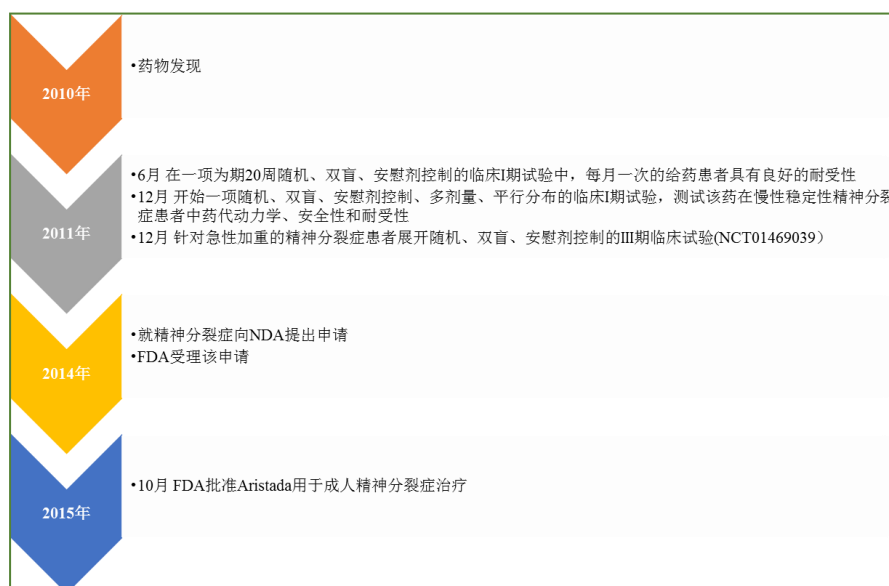 2010年
•药物发现
2011年
•6月 在一项为期20周随机、双盲、安慰剂控制的临床I期试验中，每月一次的给药患者具有良好的耐受性
•12月 开始一项随机、双盲、安慰剂控制、多剂量、平行分布的临床I期试验，测试该药在慢性稳定性精神分裂
症患者中药代动力学、安全性和耐受性
•12月 针对急性加重的精神分裂症患者展开随机、双盲、安慰剂控制的III期临床试验(NCT01469039）
2014年
•就精神分裂症向NDA提出申请
•FDA受理该申请
2015年
•10月 FDA批准Aristada用于成人精神分裂症治疗